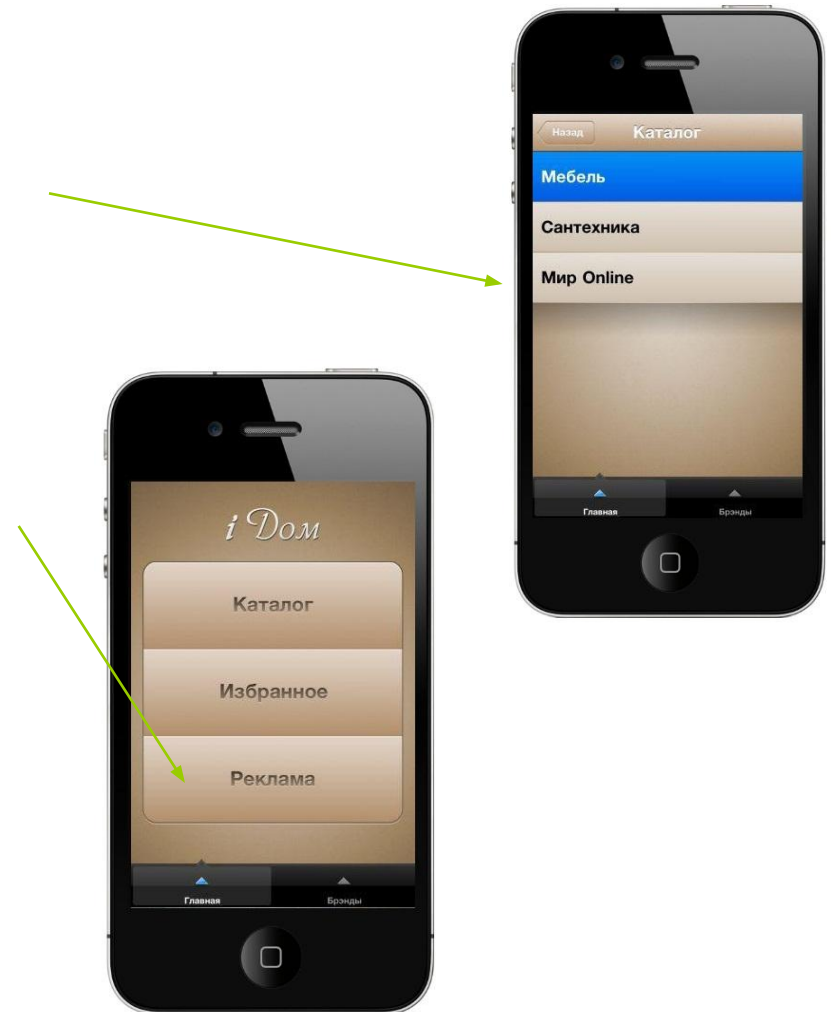 Назад
Каталог
Мебель
Сантехника
Мир Online
Главная
Брэнды
i Дом
Каталог
Избранное
Реклама
Главная
Брэнды